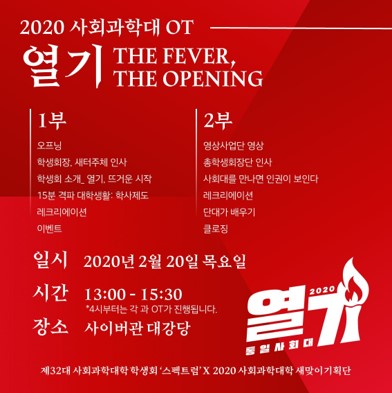 2020 사회과학대 OT
열기 THE FEVER,
THE OPENING
1부
오프닝
학생회장, 새터주체 인사
학생회 소개_ 열기, 뜨거운 시작
15분 격파 대학생활: 학사제도
레크리에이션
이벤트
2부
영상사업단 영상
총학생회장단 인사
사회대를 만나면 인권이 보인다
레크리에이션
단대가 배우기
클로징
일시 2020년 2월 20일 목요일
시간 13:00 - 15:30
*4시부터는 각 과 OT가 진행됩니다.
장소 사이버관 대강당
2020
열기
통일사회대
제32대 사회과학대학 학생회 ‘스펙트럼’ X 2020 사회과학대학 새맞이기획단